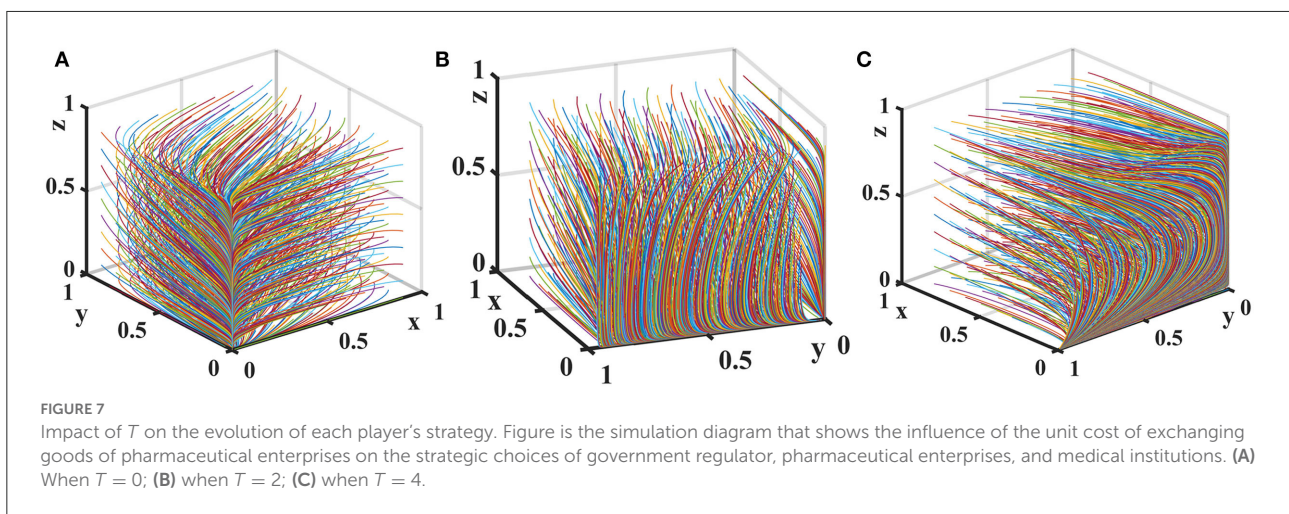 A
1
z
0.5
0
1
y
0.5
0
0
0.5
x
1
B
1
z
0.5
0
x
0.5
0
1
0.5
y
0
C
1
z
0.5
0
1
x
0.5
0
1
0.5
y
0
FIGURE 7
Impact of T on the evolution of each player's strategy. Figure is the simulation diagram that shows the influence of the unit cost of exchanging
goods of pharmaceutical enterprises on the strategic choices of government regulator, pharmaceutical enterprises, and medical institutions. (A)
When T = 0; (B) when T = 2; (C) when T = 4.